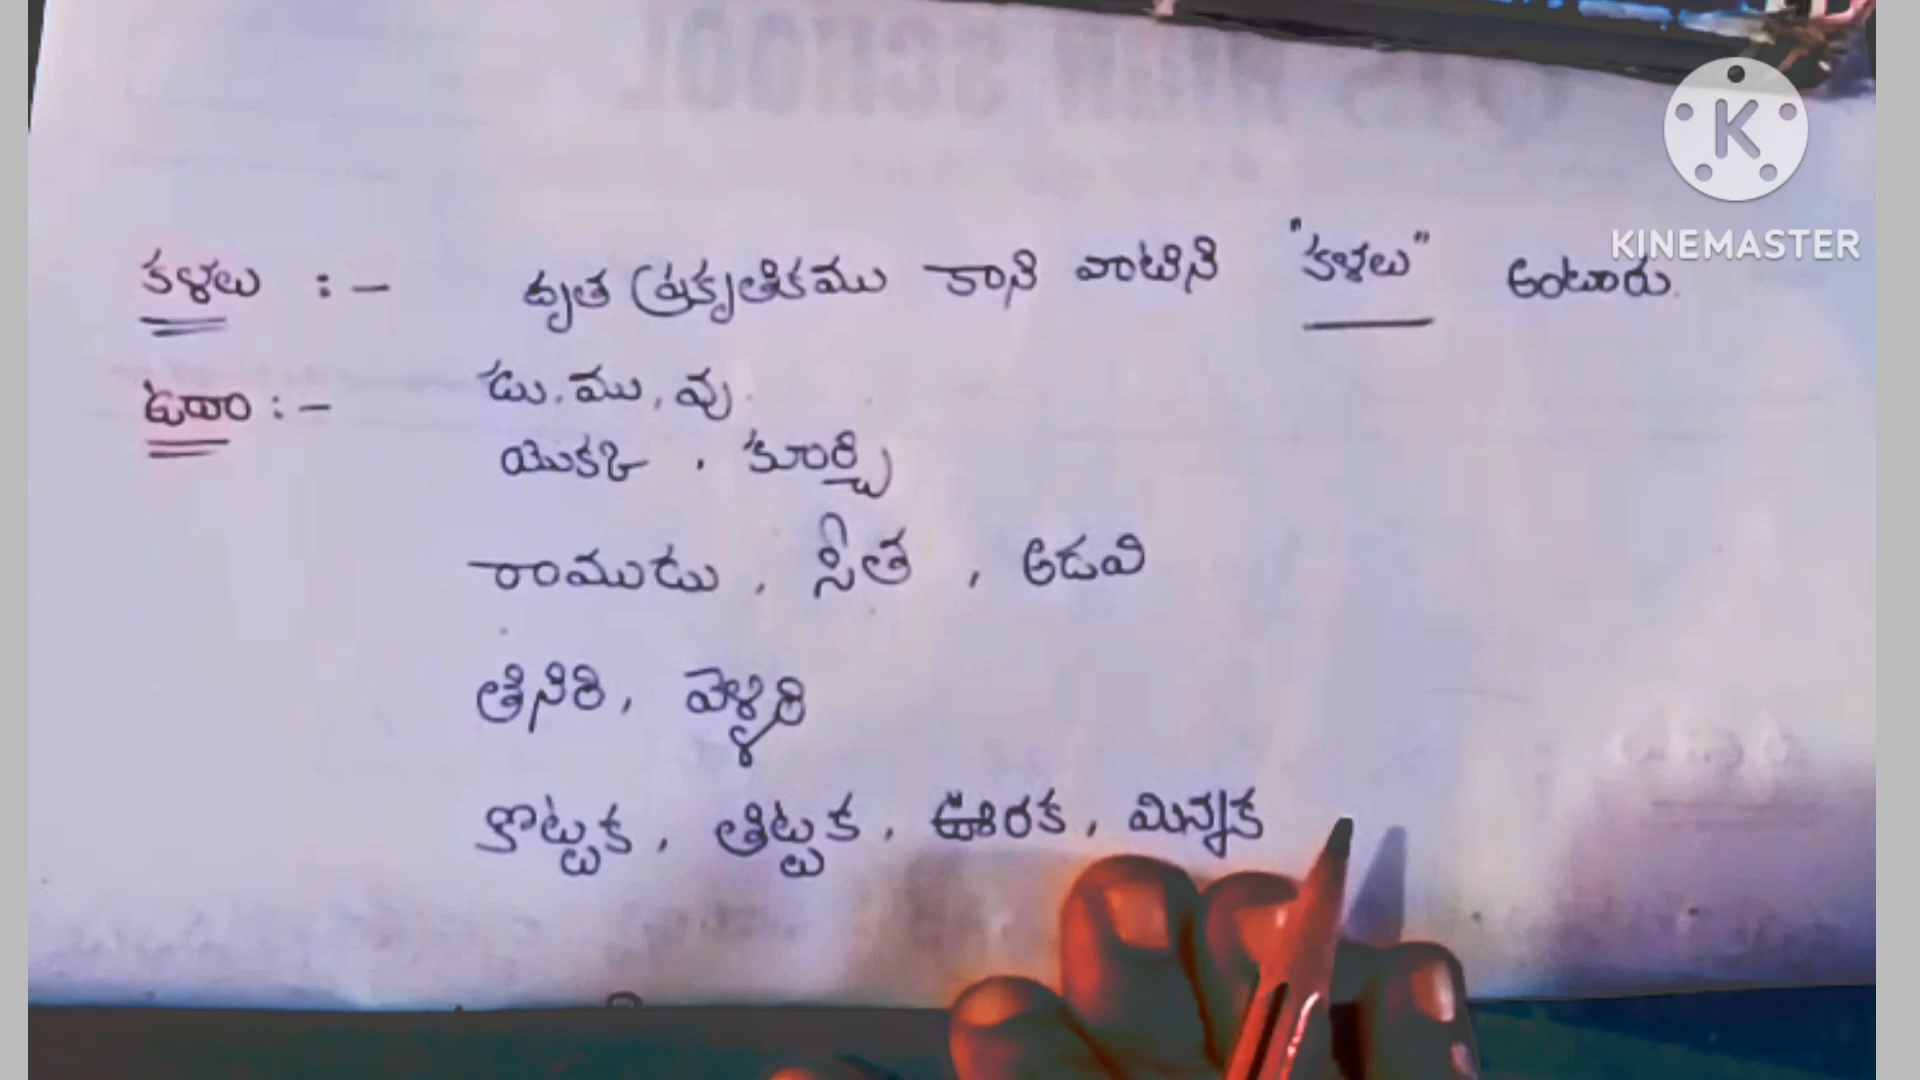 కళలు :- ధృత ప్రకృతికము కాని వాటిని "కళలు" అంటారు.
ఉదా :- డు, ము, వు.
యొక్క, కూర్చి
రాముడు, సీత, అడవి
తినిరి, వెళ్ళిరి
కొట్టక, తిట్టక, ఊరక, మిన్నక
KINEMASTER